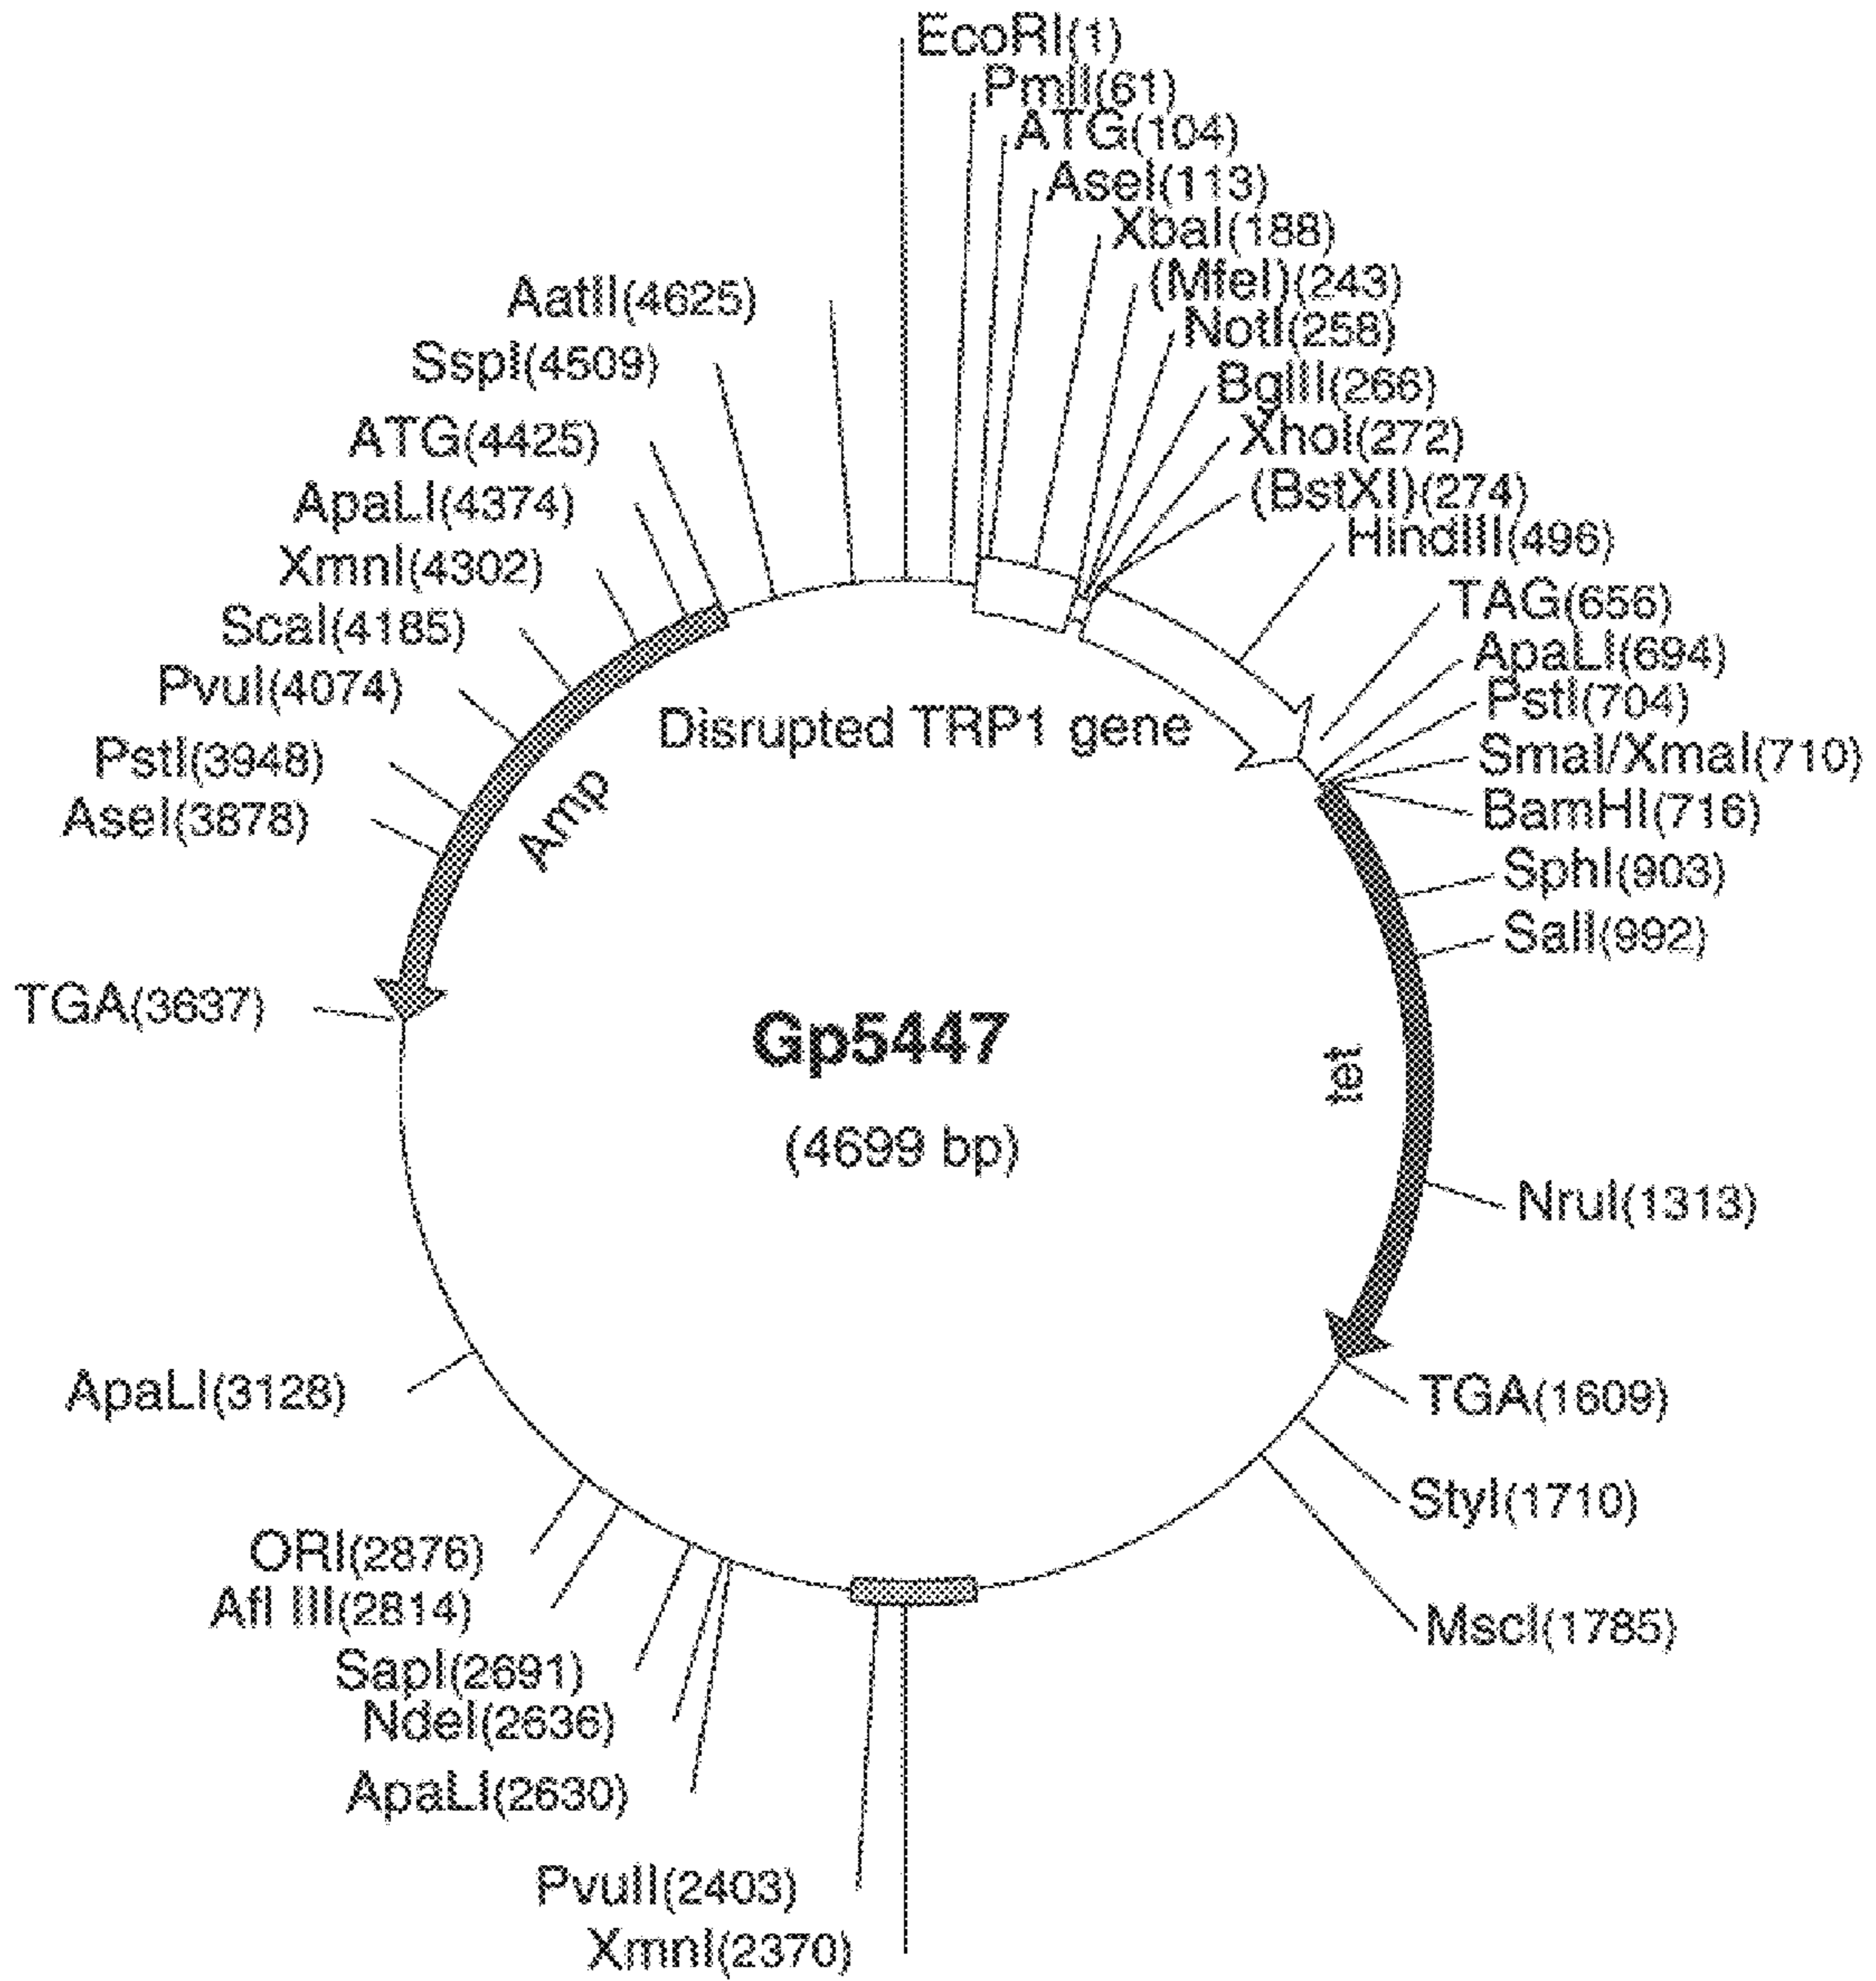 EcoRI(1)
PmlI(61)
ATG(104)
AseI(113)
XbaI(188)
(MfeI)(243)
NotI(258)
BglII(266)
XhoI(272)
(BstXI)(274)
HindIII(496)
TAG(656)
ApaLI(694)
PstI(704)
SmaI/XmaI(710)
BamHI(716)
SphI(903)
SalI(992)
NruI(1313)
TGA(1609)
StyI(1710)
MscI(1785)
XmnI(2370)
PvuII(2403)
ApaLI(2630)
NdeI(2636)
SapI(2691)
Afl III(2814)
ORI(2876)
ApaLI(3128)
TGA(3637)
AseI(3878)
PstI(3948)
PvuI(4074)
ScaI(4185)
XmnI(4302)
ApaLI(4374)
ATG(4425)
SspI(4509)
AatII(4625)
Disrupted TRP1 gene
Amp
tet
Gp5447
(4699 bp)